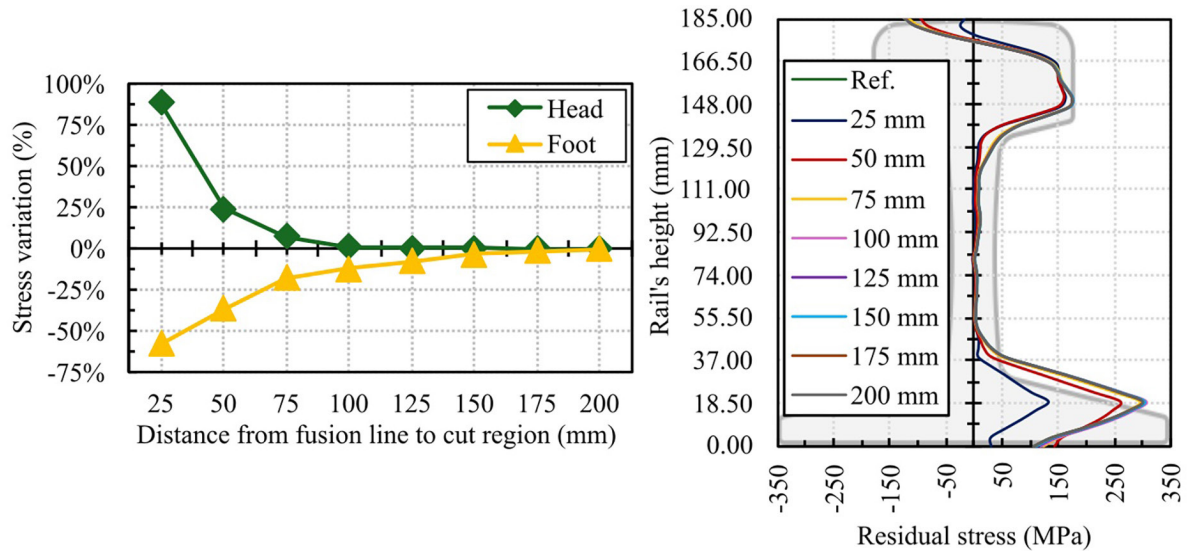 100%
75%
50%
25%
0%
-25%
-50%
-75%
Stress variation (%)
Head
Foot
25 50 75 100 125 150 175 200
Distance from fusion line to cut region (mm)
185.00
166.50
148.00
129.50
111.00
92.50
74.00
55.50
37.00
18.50
0.00
Rail's height (mm)
Ref.
25 mm
50 mm
75 mm
100 mm
125 mm
150 mm
175 mm
200 mm
-350 -250 -150 -50 50 150 250 350
Residual stress (MPa)